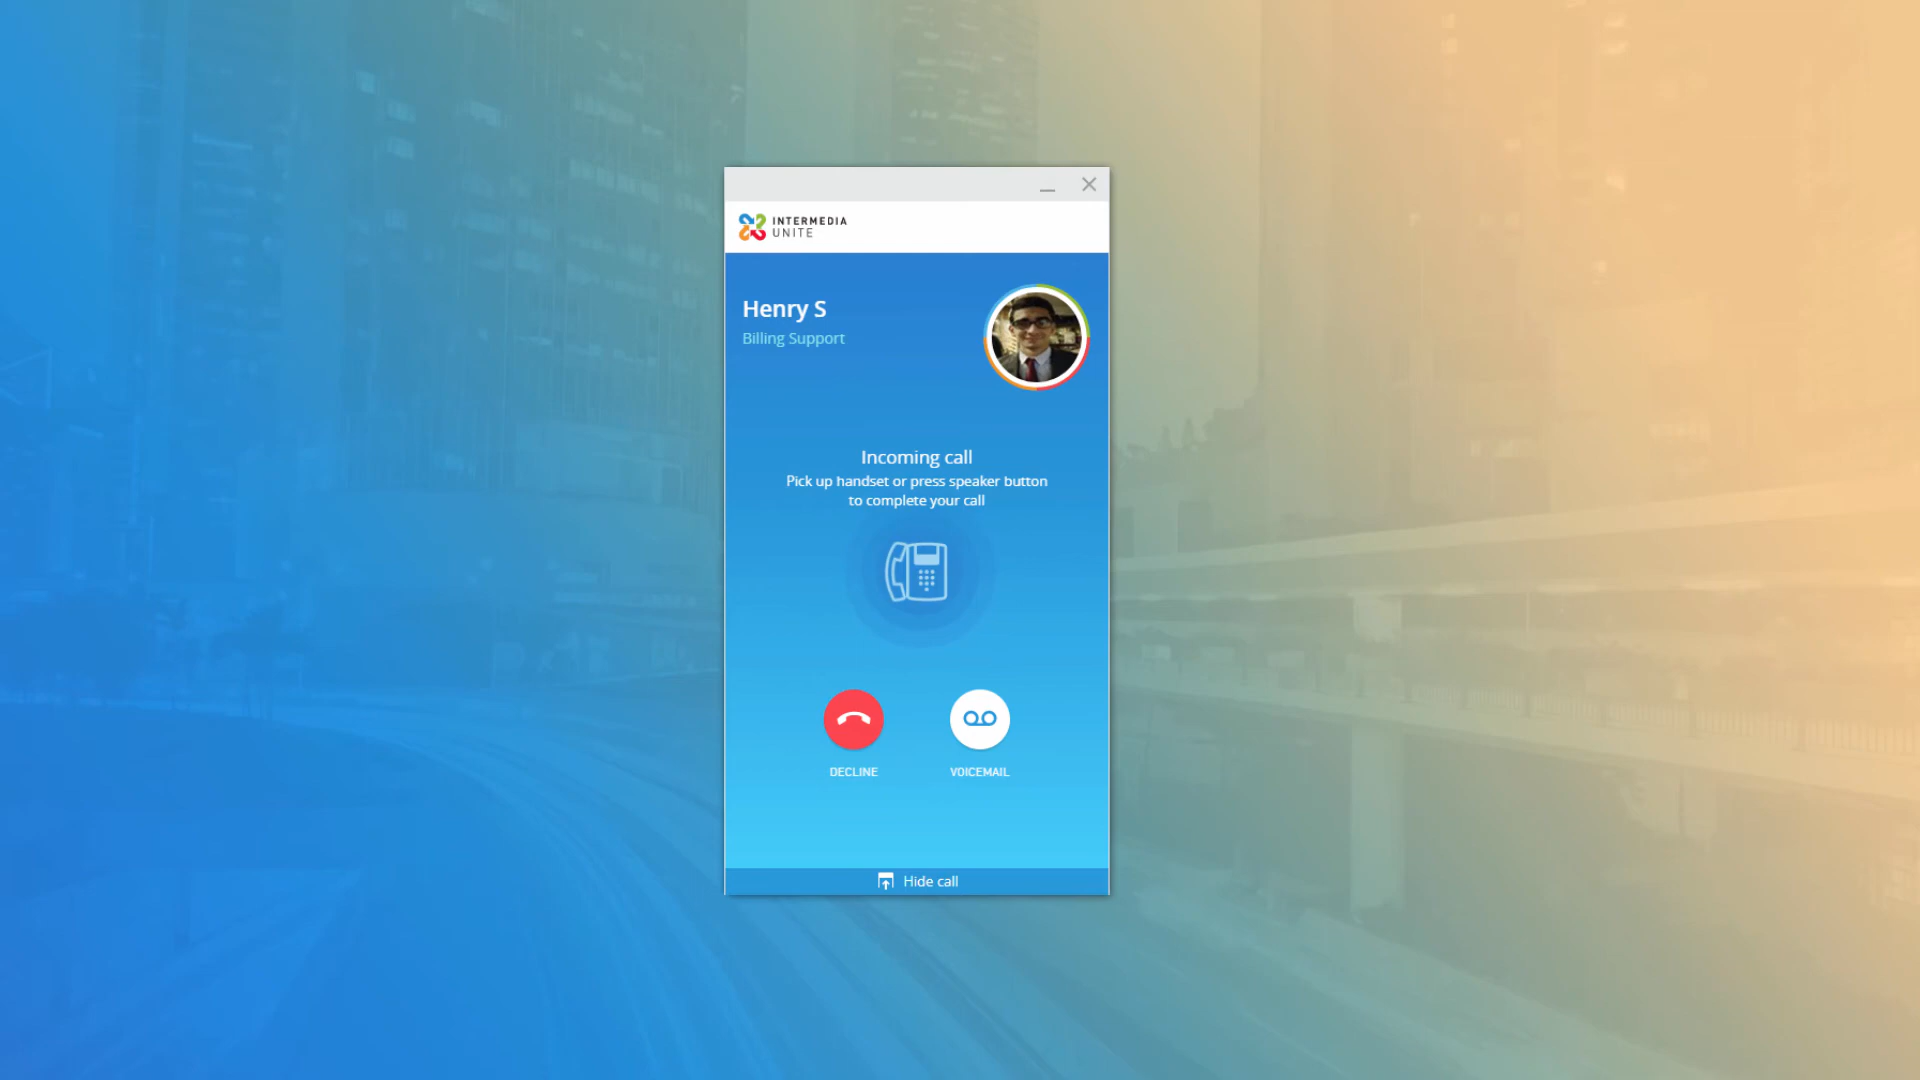 INTERMEDIA
UNITE
Henry S
Billing Support
Incoming call
Pick up handset or press speaker button
to complete your call
DECLINE
VOICEMAIL
Hide call